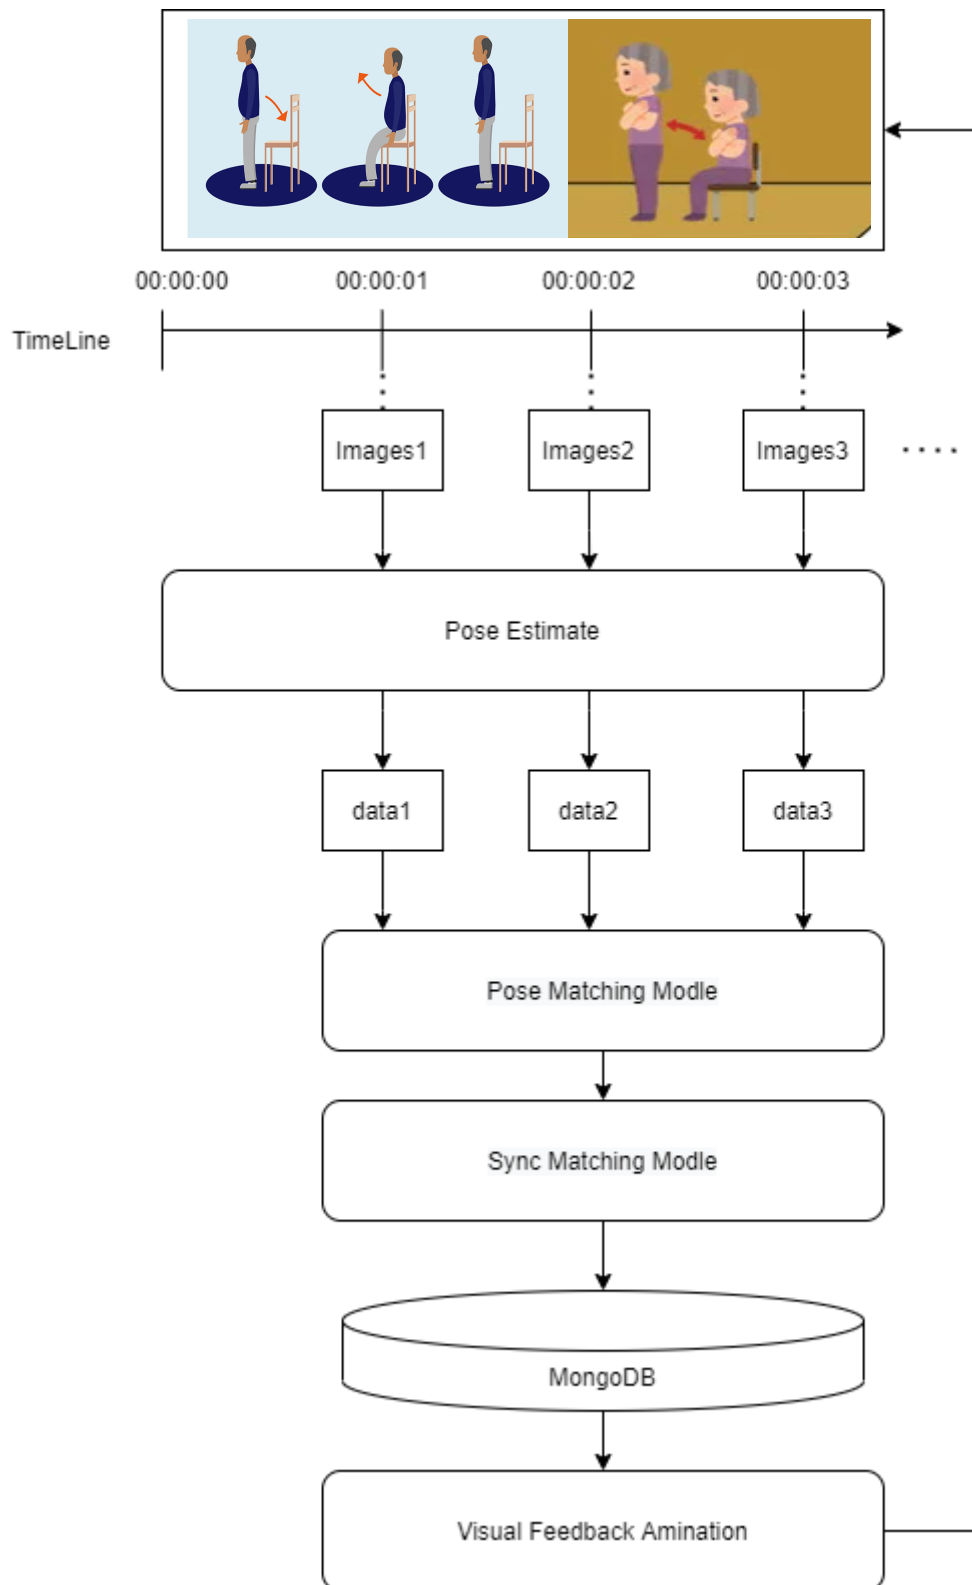 00:00:00 00:00:01 00:00:02 00:00:03
TimeLine
Images1 Images2 Images3
Pose Estimate
data1 data2 data3
Pose Matching Modle
Sync Matching Modle
MongoDB
Visual Feedback Amination